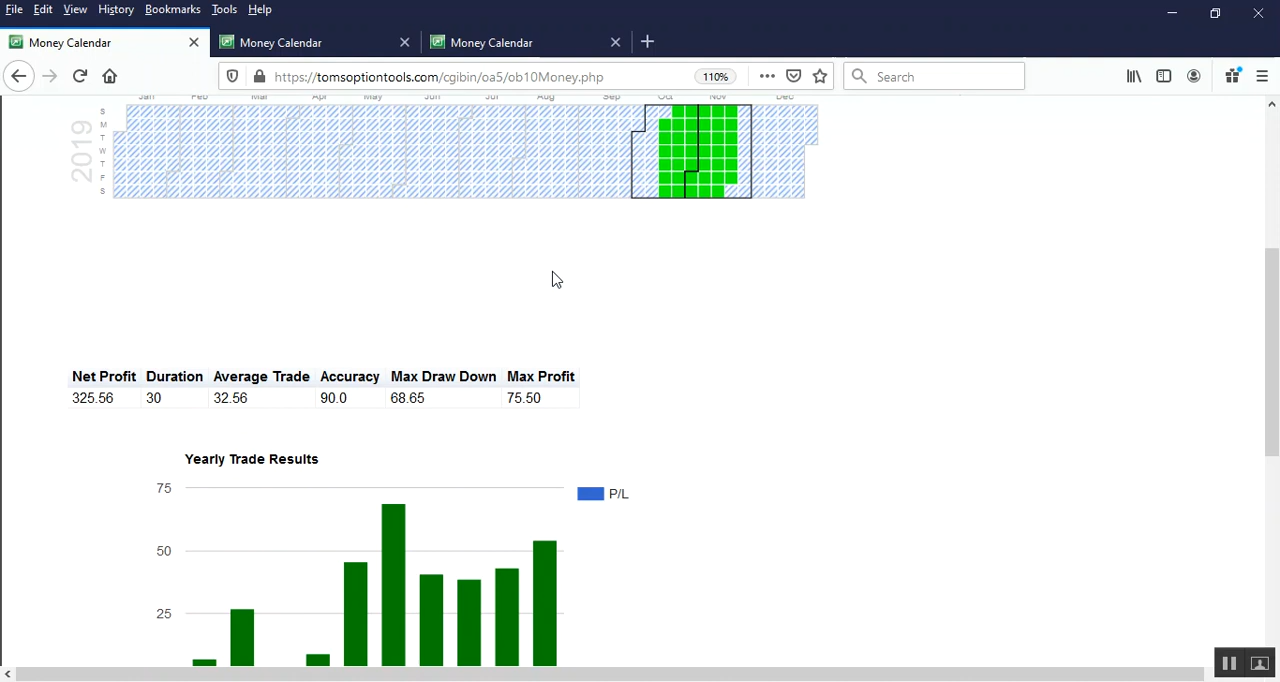 File Edit View History Bookmarks Tools Help
Money Calendar Money Calendar Money Calendar
https://tomsoptiontools.com/cgibin/oa5/ob10Money.php 110% Search
Jan Feb Mar Apr May Jun Jul Aug Sep Oct Nov Dec
2019
S
M
T
W
T
F
S
Net Profit Duration Average Trade Accuracy Max Draw Down Max Profit
325.56 30 32.56 90.0 68.65 75.50
Yearly Trade Results
75
P/L
50
25